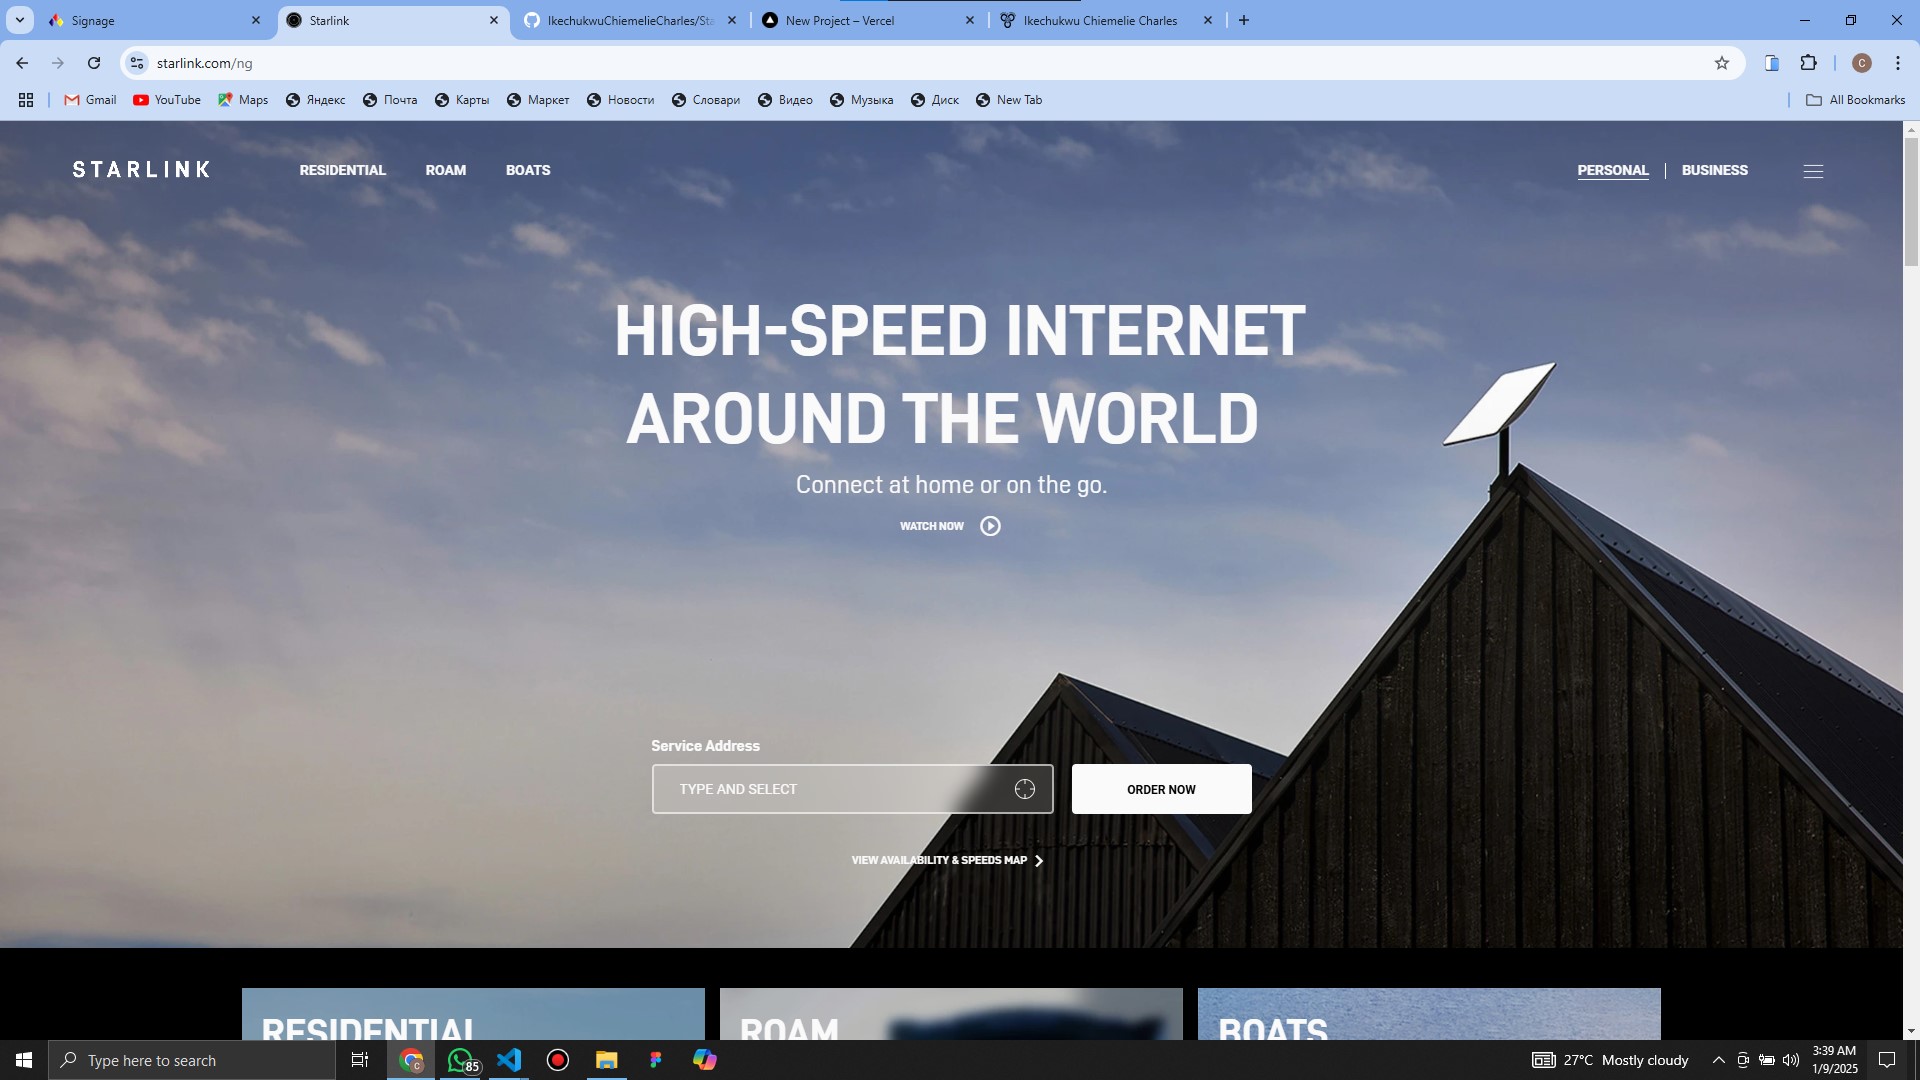 Signage
Starlink
IkechukwuChiemelieCharles/Sta
New Project – Vercel
Ikechukwu Chiemelie Charles
starlink.com/ng
C
Gmail
YouTube
Maps
Яндекс
Почта
Карты
Маркет
Новости
Словари
Видео
Музыка
Диск
New Tab
All Bookmarks
STARLINK
RESIDENTIAL
ROAM
BOATS
PERSONAL
BUSINESS
HIGH-SPEED INTERNET
AROUND THE WORLD
Connect at home or on the go.
WATCH NOW
Service Address
TYPE AND SELECT
ORDER NOW
VIEW AVAILABILITY & SPEEDS MAP
RESIDENTIAL
ROAM
BOATS
Type here to search
C
85
27°C Mostly cloudy
3:39 AM
1/9/2025